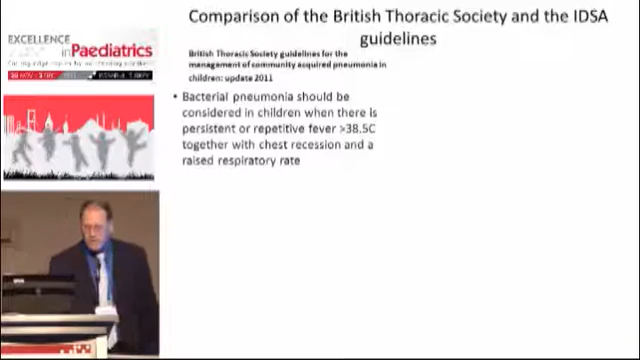 Comparison of the British Thoracic Society and the IDSA
guidelines
EXCELLENCE
in Paediatrics
British Thoracic Society guidelines for the
management of community acquired pneumonia in
children: update 2011
• Bacterial pneumonia should be
considered in children when there is
persistent or repetitive fever >38.5C
together with chest recession and a
raised respiratory rate